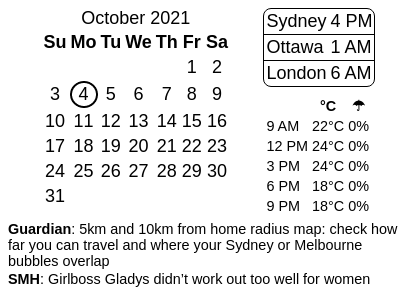 October 2021
Su Mo Tu We Th Fr Sa
1 2
3 4 5 6 7 8 9
10 11 12 13 14 15 16
17 18 19 20 21 22 23
24 25 26 27 28 29 30
31
Sydney 4 PM
Ottawa 1 AM
London 6 AM
°C ☂
9 AM 22°C 0%
12 PM 24°C 0%
3 PM 24°C 0%
6 PM 18°C 0%
9 PM 18°C 0%
Guardian: 5km and 10km from home radius map: check how
far you can travel and where your Sydney or Melbourne
bubbles overlap
SMH: Girlboss Gladys didn’t work out too well for women